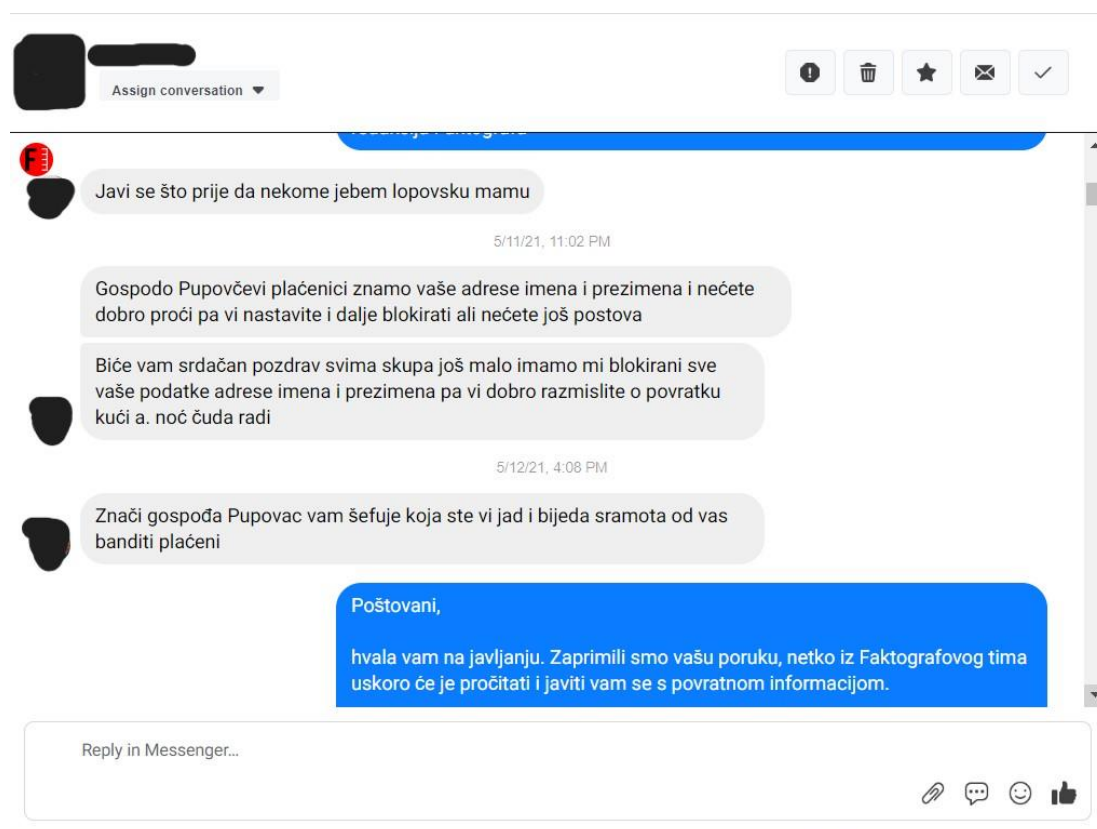 Assign conversation
Javi se što prije da nekome jebem lopovsku mamu
5/11/21, 11:02 PM
Gospodo Pupovčevi plaćenici znamo vaše adrese imena i prezimena i nećete
dobro proći pa vi nastavite i dalje blokirati ali nećete još postova
Biće vam srdačan pozdrav svima skupa još malo imamo mi blokirani sve
vaše podatke adrese imena i prezimena pa vi dobro razmislite o povratku
kući a. noć čuda radi
5/12/21, 4:08 PM
Znači gospođa Pupovac vam šefuje koja ste vi jad i bijeda sramota od vas
banditi plaćeni
Poštovani,
hvala vam na javljanju. Zaprimili smo vašu poruku, netko iz Faktografovog tima
uskoro će je pročitati i javiti vam se s povratnom informacijom.
Reply in Messenger...